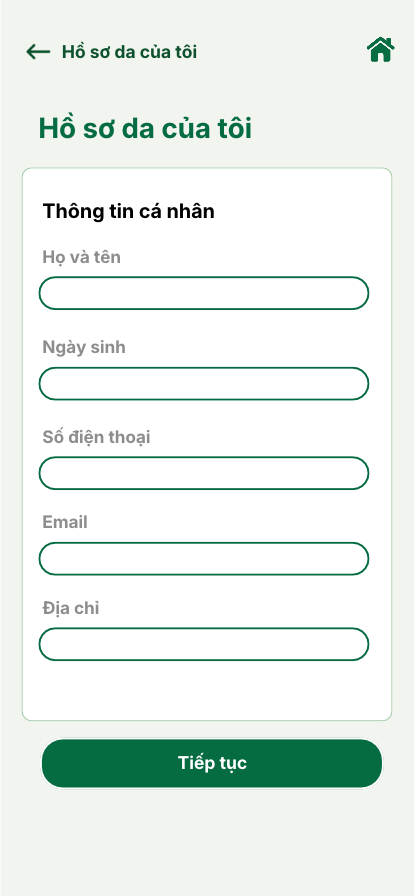 Hồ sơ da của tôi
Hồ sơ da của tôi
Thông tin cá nhân
Họ và tên
Ngày sinh
Số điện thoại
Email
Địa chỉ
Tiếp tục